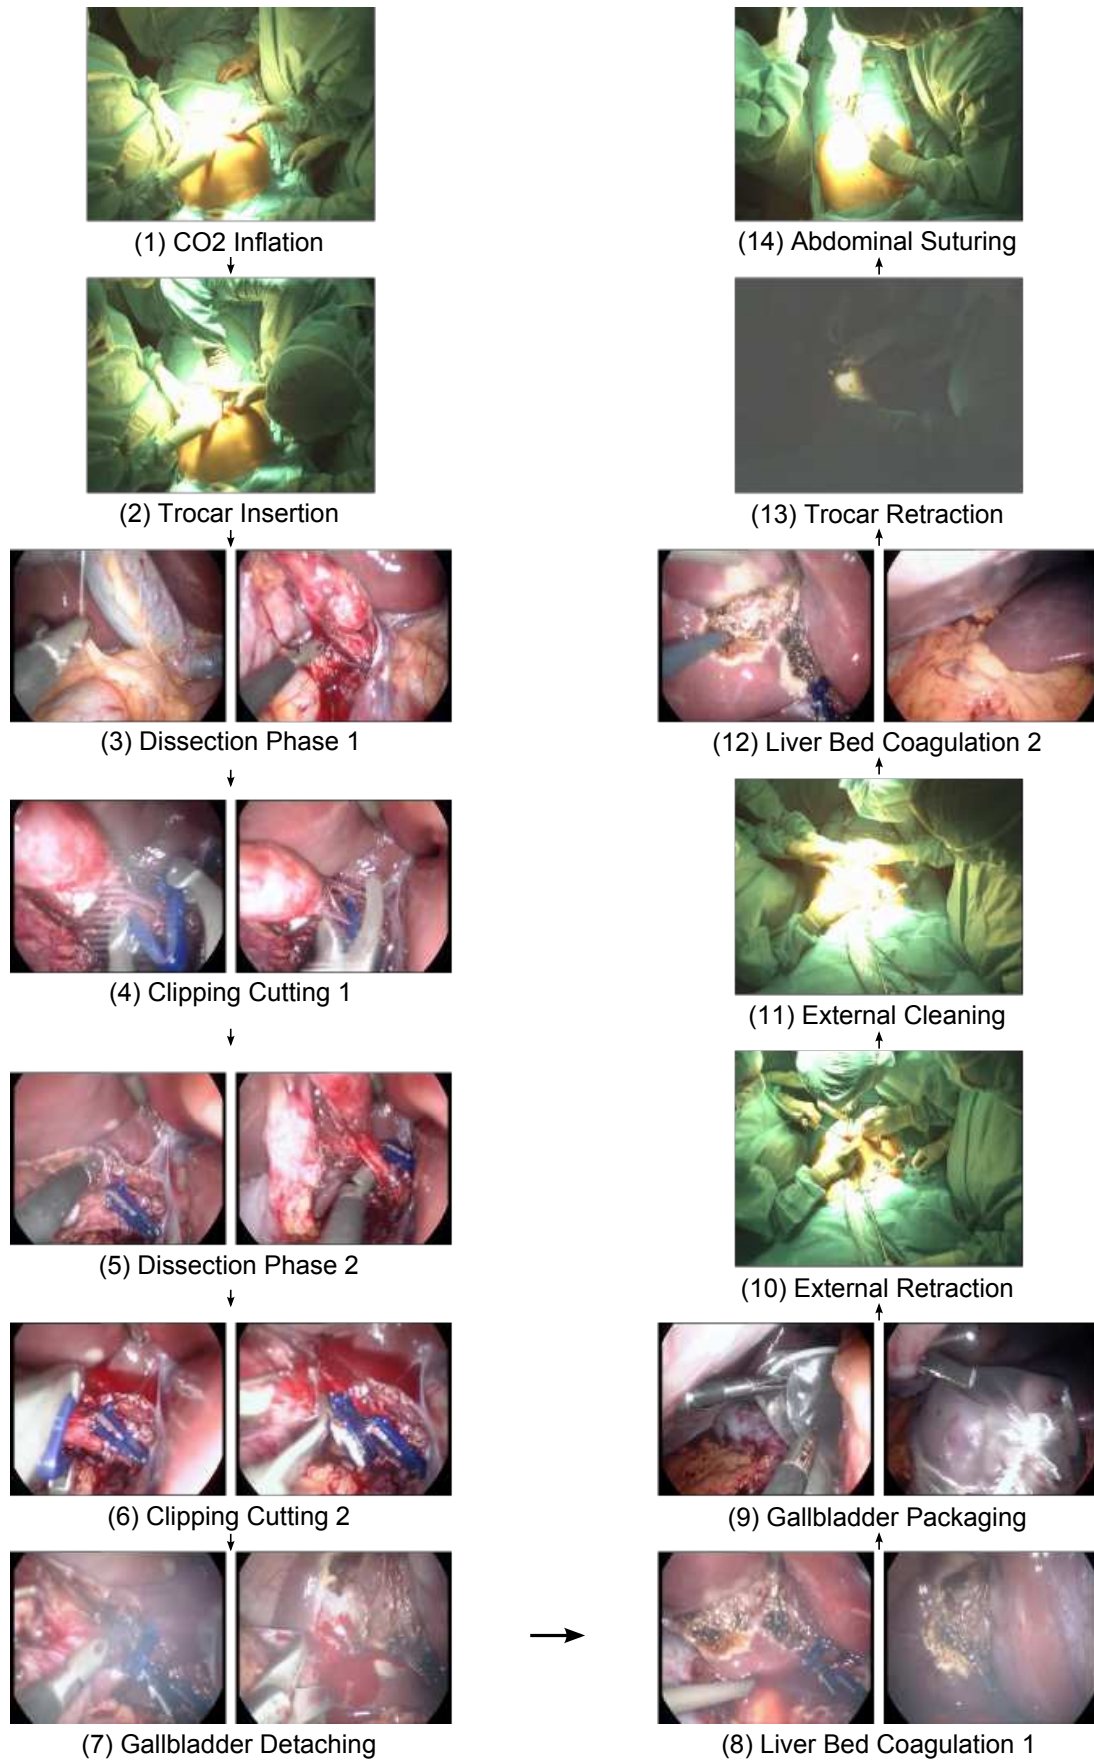 (1) CO2 Inflation
(2) Trocar Insertion
(3) Dissection Phase 1
(4) Clipping Cutting 1
(5) Dissection Phase 2
(6) Clipping Cutting 2
(7) Gallbladder Detaching
(8) Liver Bed Coagulation 1
(9) Gallbladder Packaging
(10) External Retraction
(11) External Cleaning
(12) Liver Bed Coagulation 2
(13) Trocar Retraction
(14) Abdominal Suturing